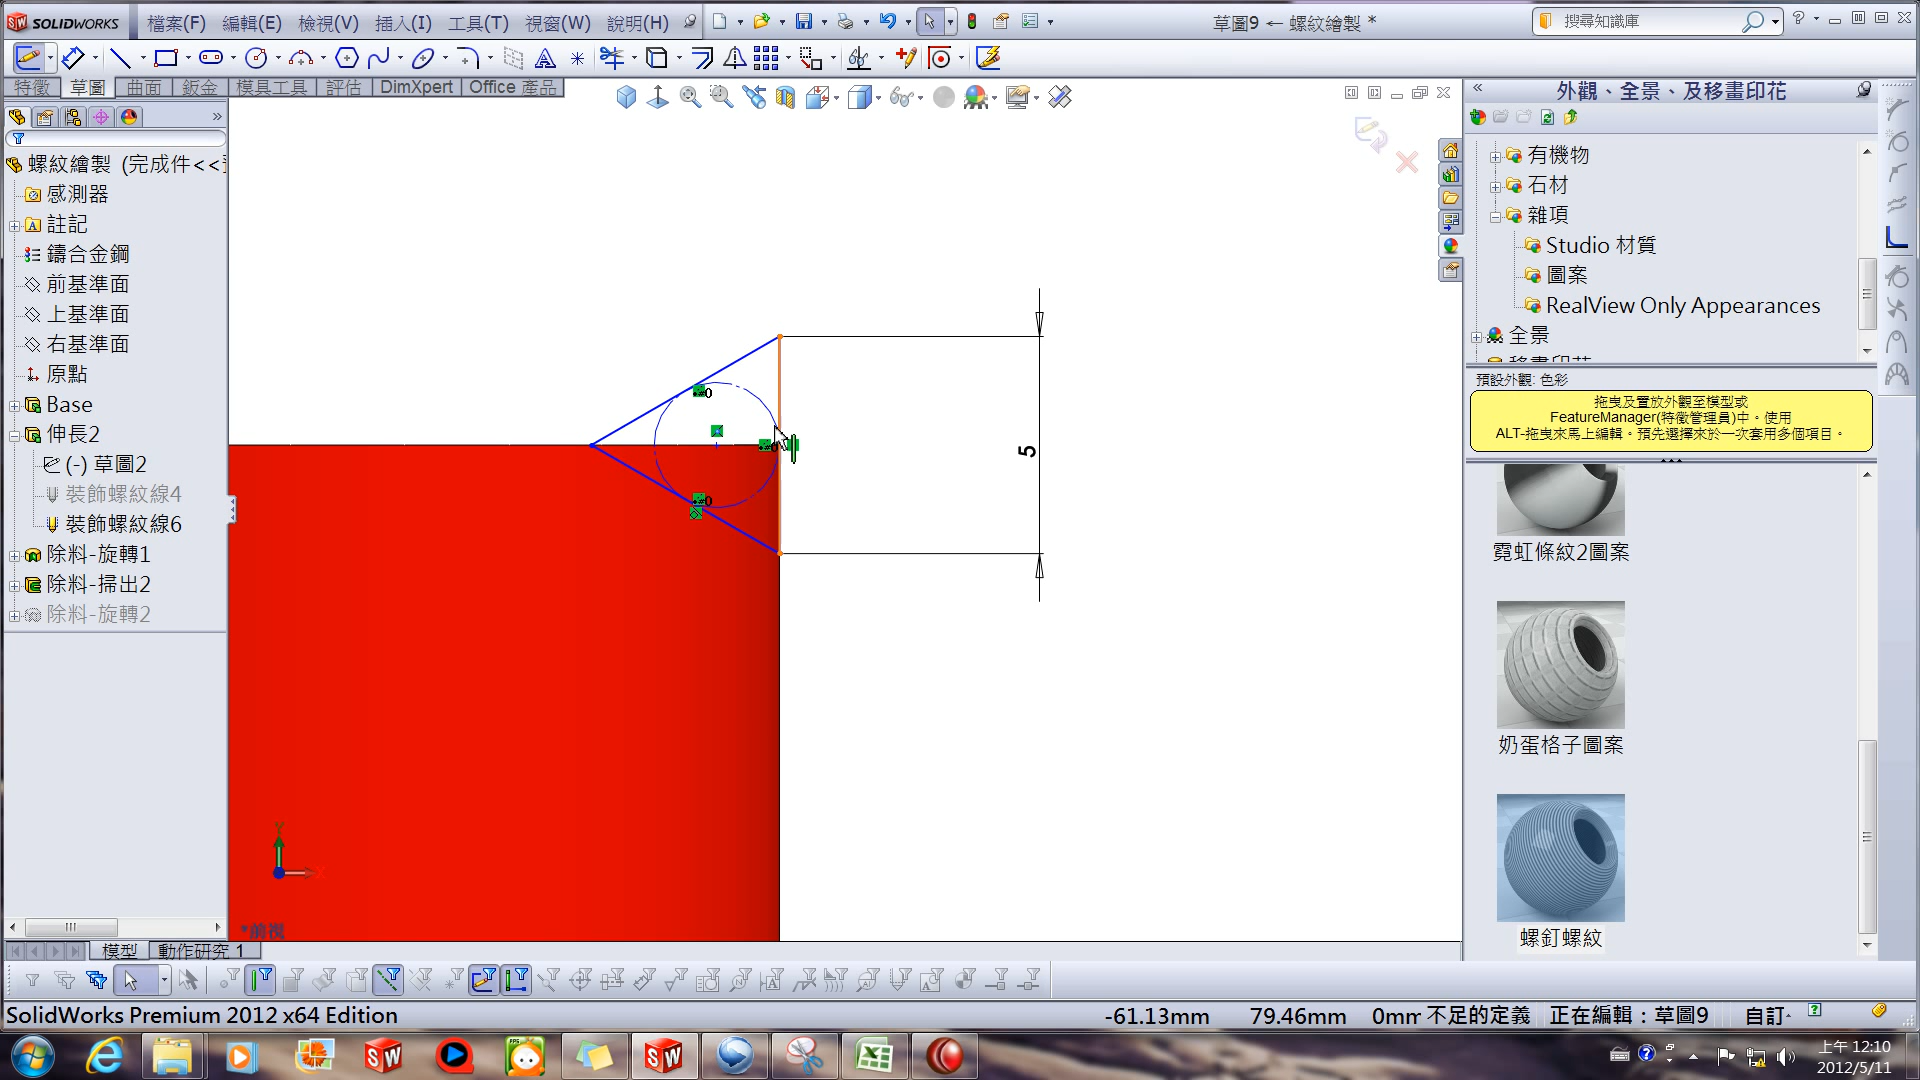 SOLIDWORKS 檔案(F) 編輯(E) 檢視(V) 插入(I) 工具(T) 視窗(W) 說明(H) 草圖9 ← 螺紋繪製 * 搜尋知識庫
特徵 草圖 曲面 鈑金 模具工具 評估 DimXpert Office 產品
螺紋繪製 (完成件<<
感測器
註記
鑄合金鋼
前基準面
上基準面
右基準面
原點
Base
伸長2
(-) 草圖2
裝飾螺紋線4
裝飾螺紋線6
除料-旋轉1
除料-掃出2
除料-旋轉2
0
0
0
5
Y
X
*前視
模型 動作研究 1
外觀、全景、及移畫印花
有機物
石材
雜項
Studio 材質
圖案
RealView Only Appearances
全景
移畫印花
預設外觀: 色彩
拖曳及置放外觀至模型或
FeatureManager(特徵管理員)中。使用
ALT-拖曳來馬上編輯。預先選擇來於一次套用多個項目。
霓虹條紋2圖案
奶蛋格子圖案
螺釘螺紋
SolidWorks Premium 2012 x64 Edition -61.13mm 79.46mm 0mm 不足的定義 正在編輯：草圖9 自訂
上午 12:10
2012/5/11